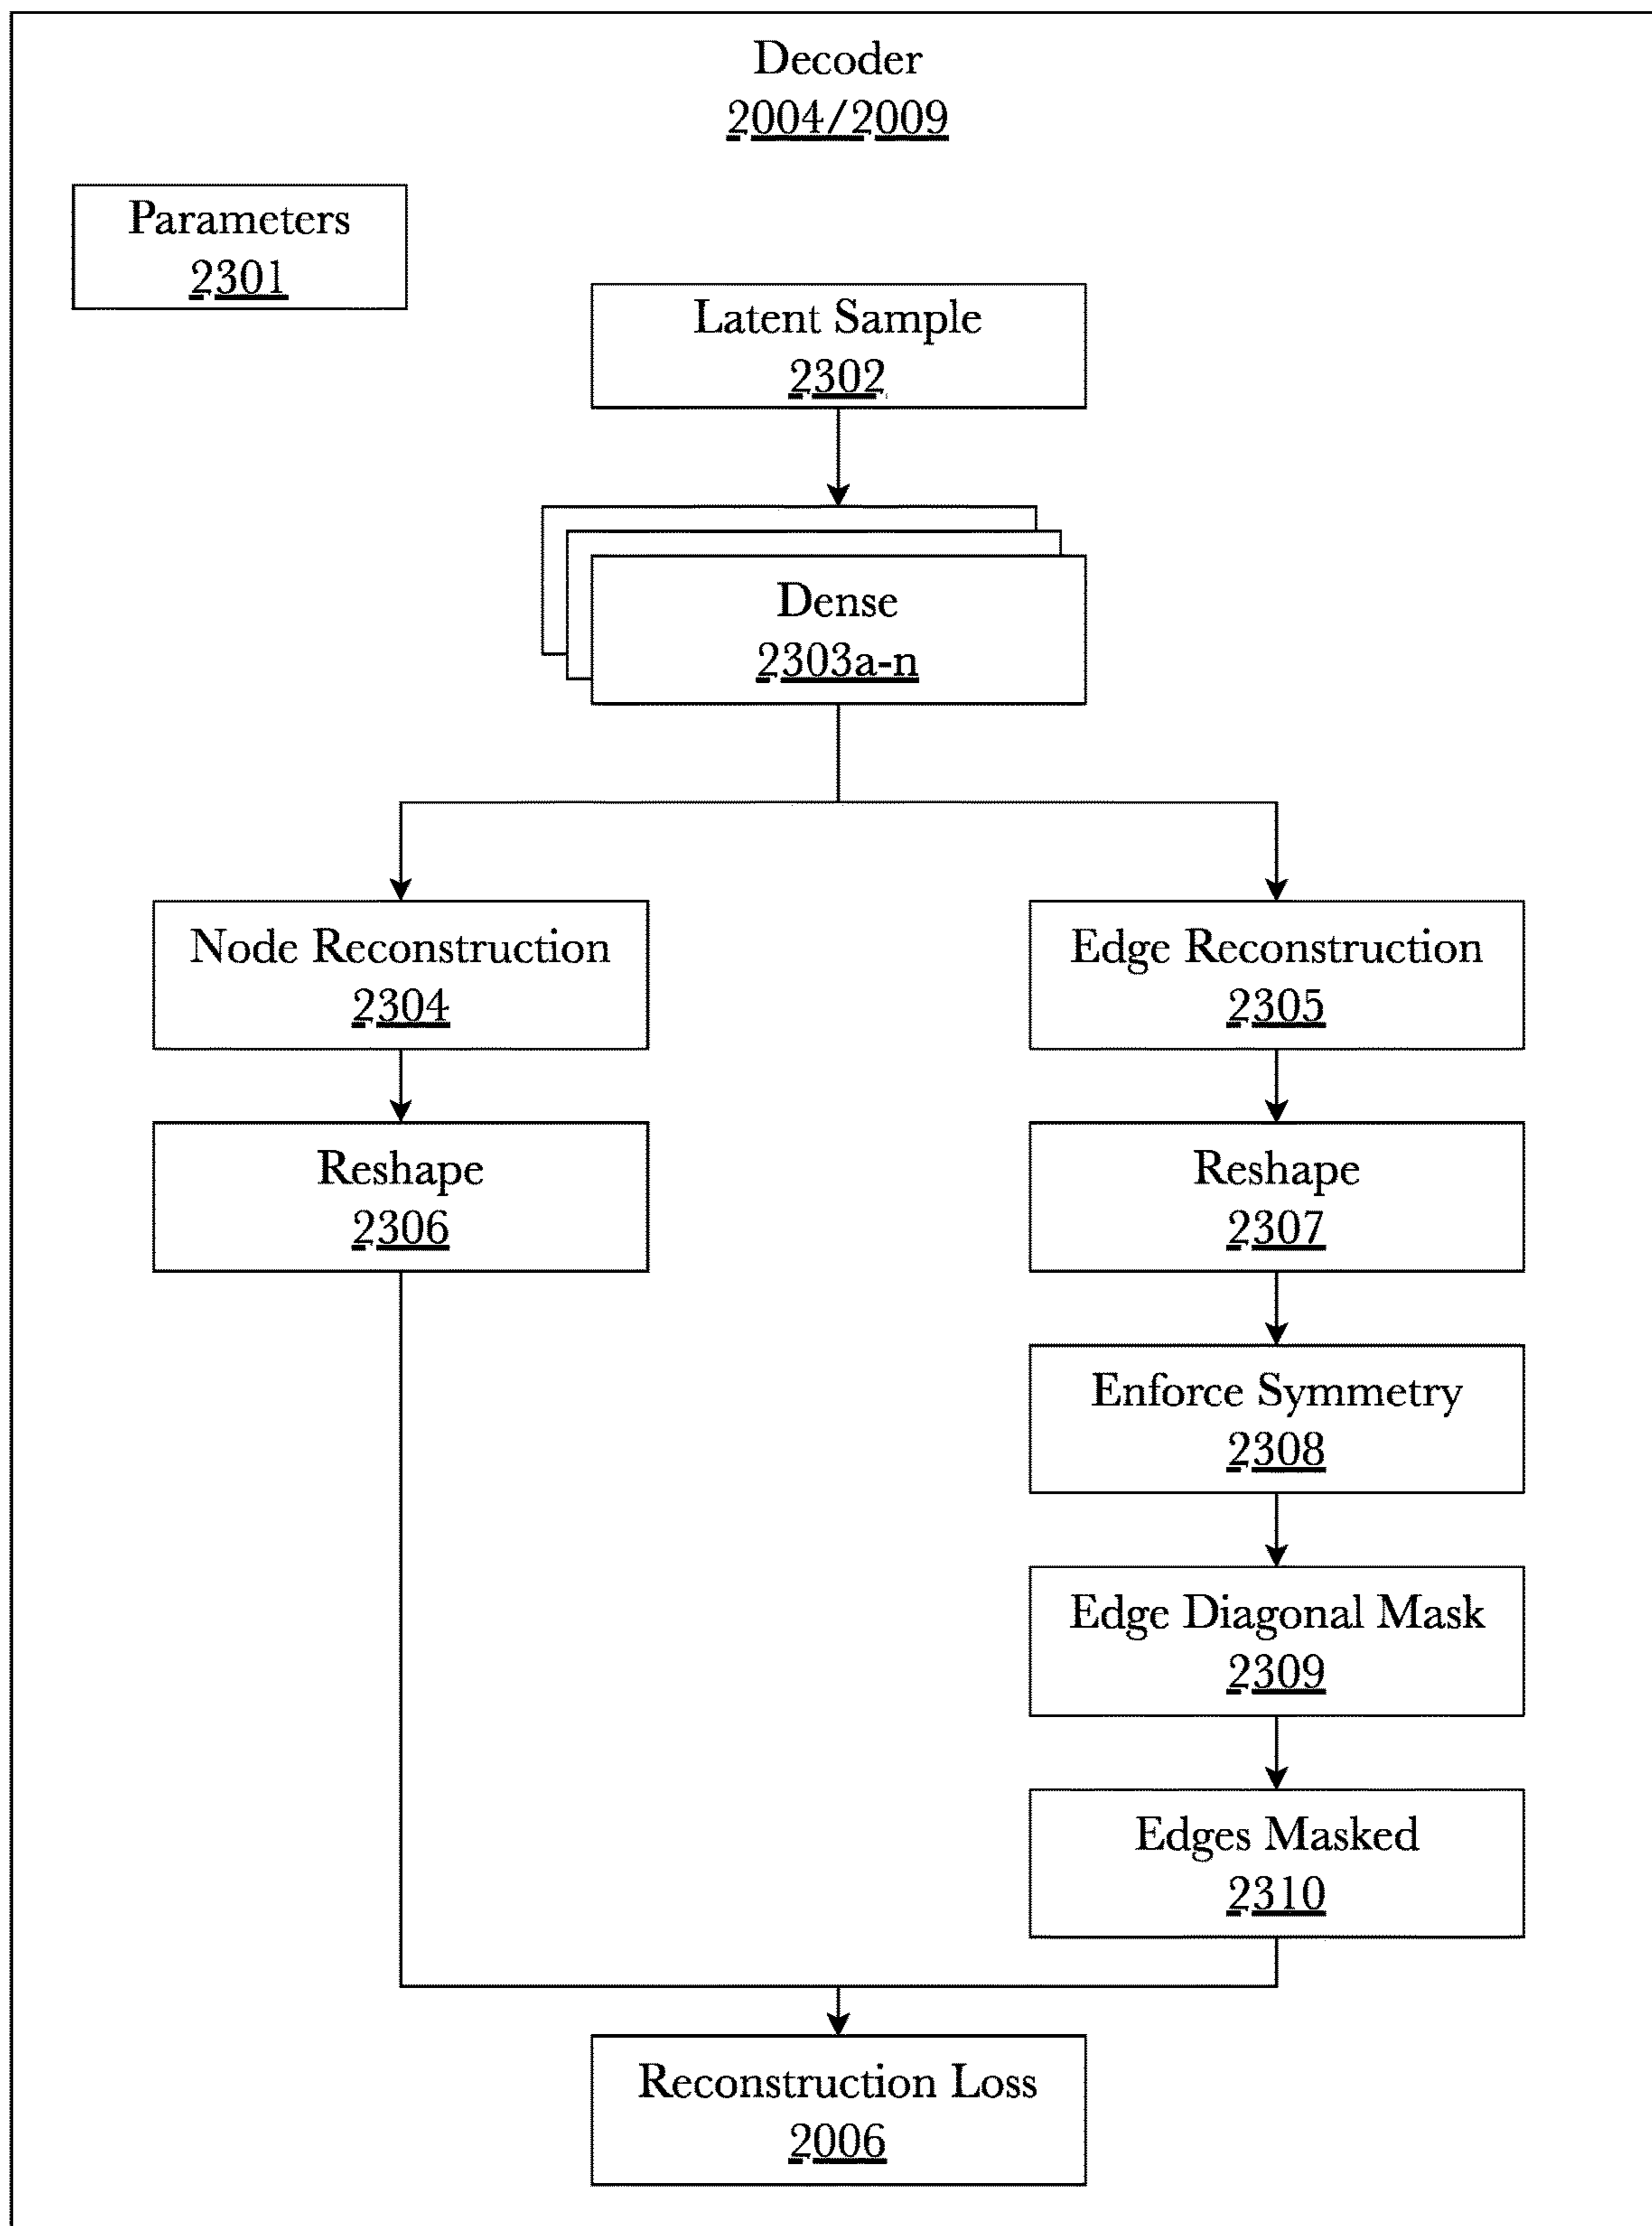 Decoder
2004/2009
Parameters
2301
Latent Sample
2302
Dense
2303a-n
Node Reconstruction
2304
Edge Reconstruction
2305
Reshape
2306
Reshape
2307
Enforce Symmetry
2308
Edge Diagonal Mask
2309
Edges Masked
2310
Reconstruction Loss
2006